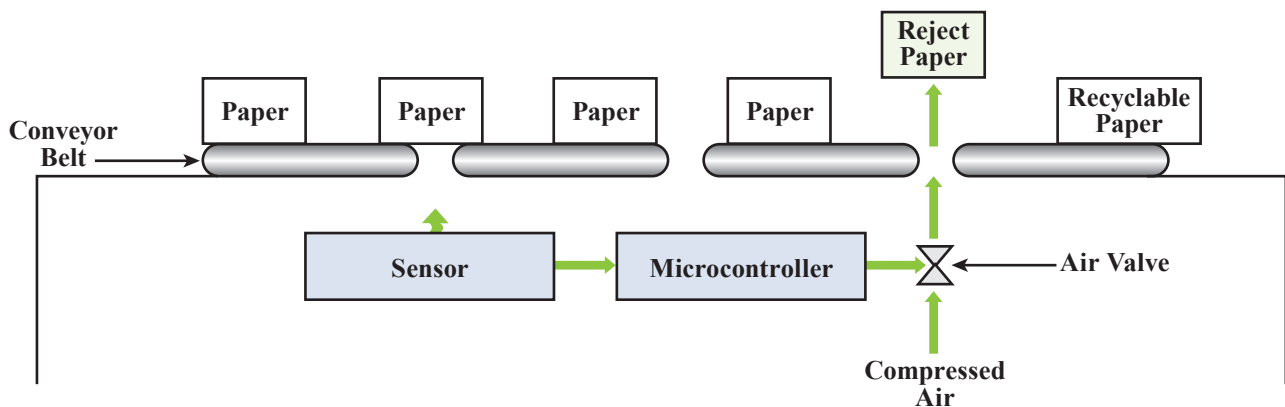 Reject
Paper
Paper
Paper
Paper
Paper
Recyclable
Paper
Conveyor
Belt
Sensor
Microcontroller
Air Valve
Compressed
Air